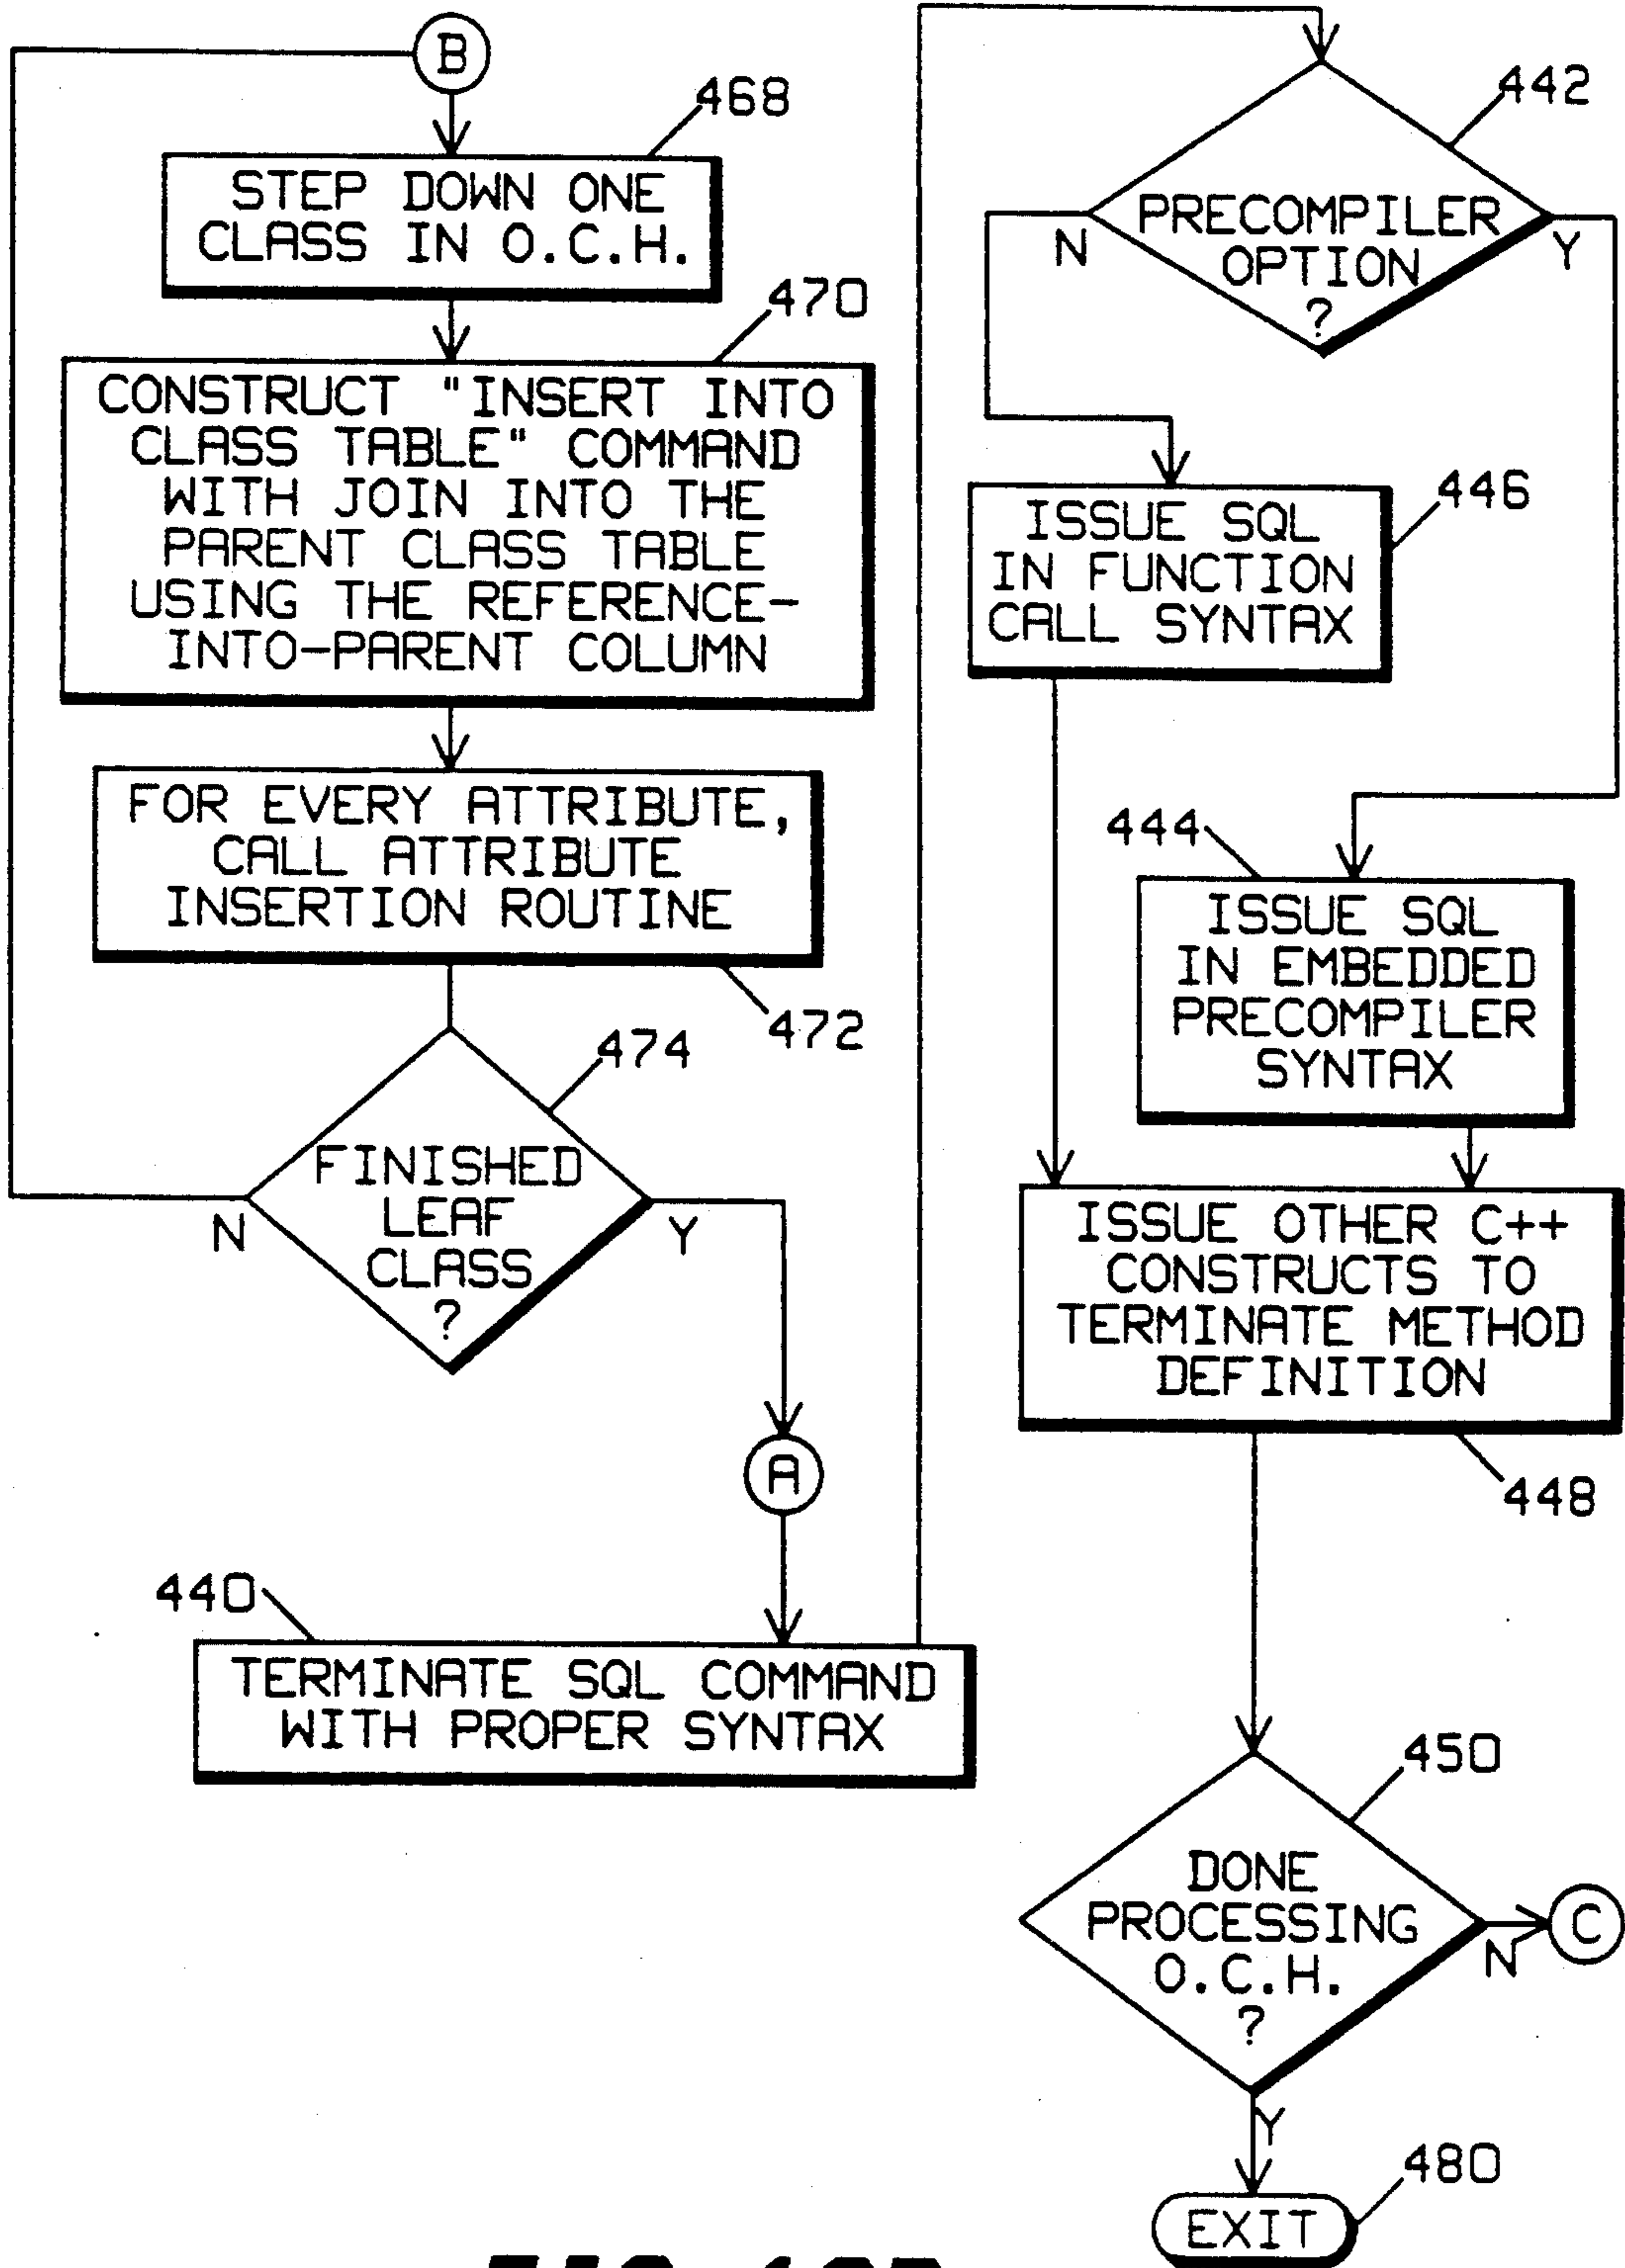 B
468
STEP DOWN ONE
CLASS IN O.C.H.
470
CONSTRUCT "INSERT INTO
CLASS TABLE" COMMAND
WITH JOIN INTO THE
PARENT CLASS TABLE
USING THE REFERENCE-
INTO-PARENT COLUMN
FOR EVERY ATTRIBUTE,
CALL ATTRIBUTE
INSERTION ROUTINE
472
474
FINISHED
LEAF
CLASS
?
N
Y
A
440
TERMINATE SQL COMMAND
WITH PROPER SYNTAX
442
PRECOMPILER
OPTION
?
N
Y
446
ISSUE SQL
IN FUNCTION
CALL SYNTAX
444
ISSUE SQL
IN EMBEDDED
PRECOMPILER
SYNTAX
ISSUE OTHER C++
CONSTRUCTS TO
TERMINATE METHOD
DEFINITION
448
450
DONE
PROCESSING
O.C.H.
?
N
C
Y
480
EXIT